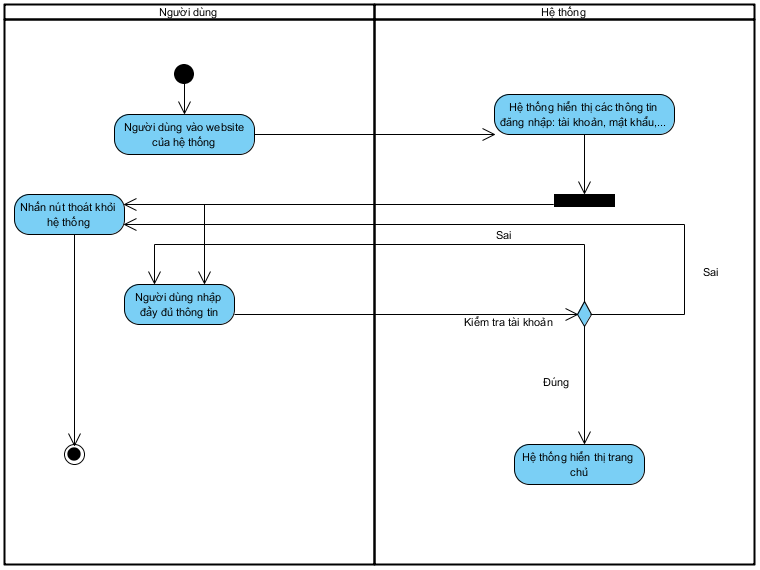 Người dùng
Hệ thống
Người dùng vào website
của hệ thống
Hệ thống hiển thị các thông tin
đăng nhập: tài khoản, mật khẩu,...
Nhấn nút thoát khỏi
hệ thống
Sai
Sai
Người dùng nhập
đầy đủ thông tin
Kiểm tra tài khoản
Đúng
Hệ thống hiển thị trang
chủ